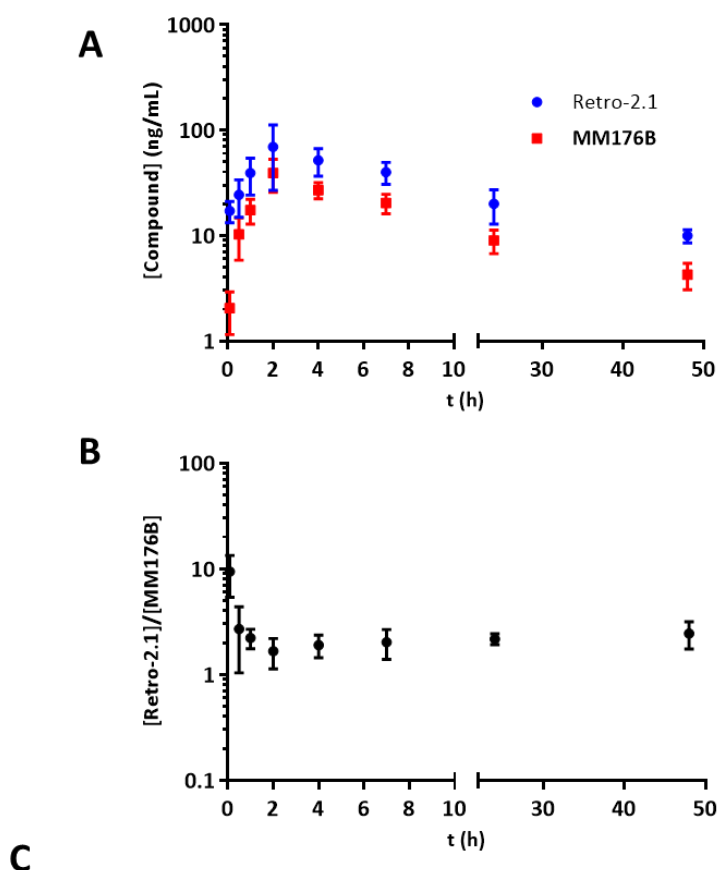 A
1000
100
10
1
[Compound] (ng/mL)
Retro-2.1
MM176B
0 2 4 6 8 10 30 40 50
t (h)
B
100
10
1
0.1
[Retro-2.1]/[MM176B]
0 2 4 6 8 10 30 40 50
t (h)
C